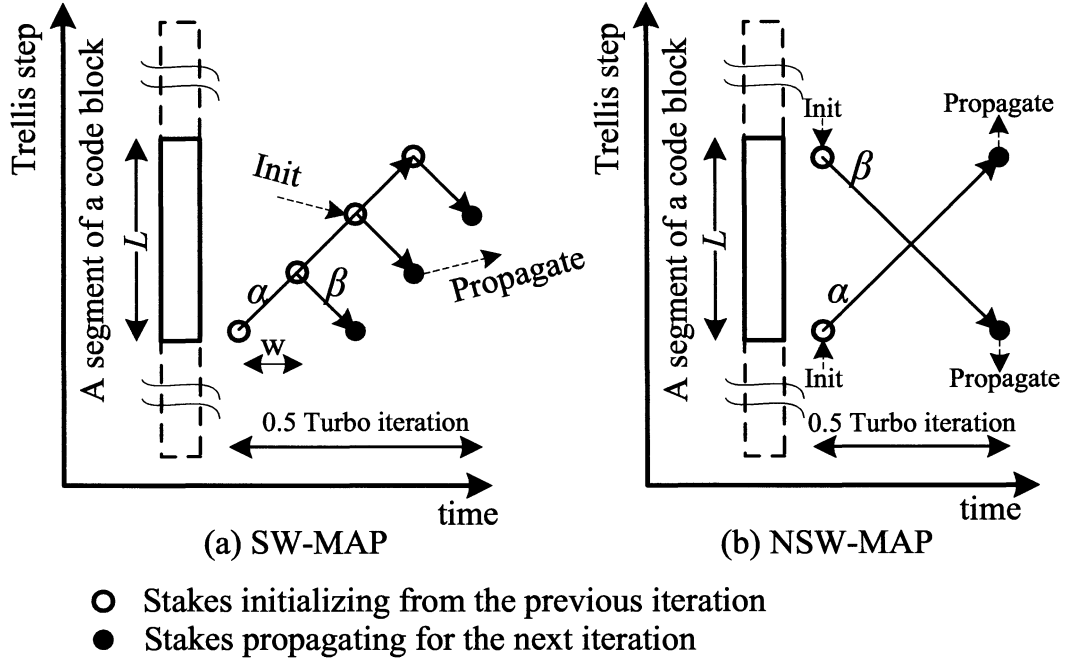 Trellis step
A segment of a code block
L
Init
α
β
w
Propagate
0.5 Turbo iteration
time
(a) SW-MAP
Trellis step
A segment of a code block
L
Init
Propagate
β
α
Init
Propagate
0.5 Turbo iteration
time
(b) NSW-MAP
Stakes initializing from the previous iteration
Stakes propagating for the next iteration